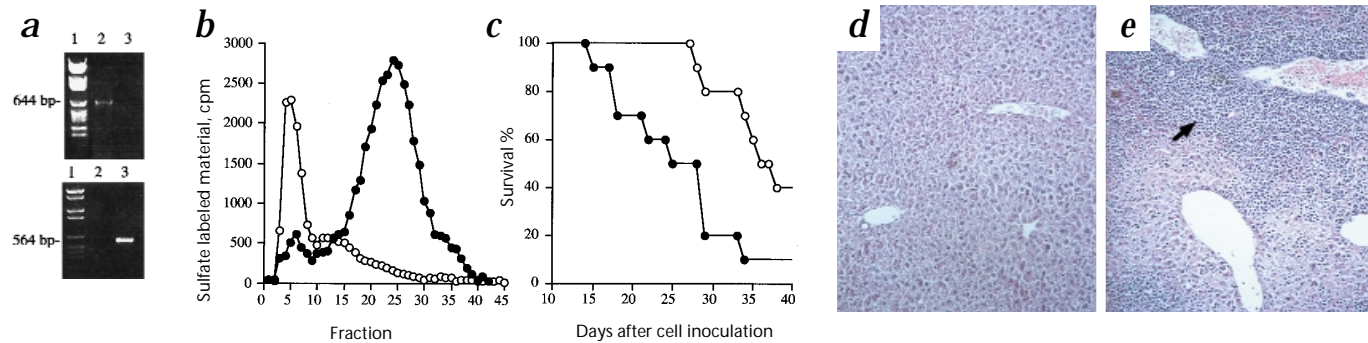 a
1 2 3
644 bp-
1 2 3
564 bp-
b
Sulfate labeled material, cpm
3000
2500
2000
1500
1000
500
0
0 5 10 15 20 25 30 35 40 45
Fraction
c
Survival %
100
80
60
40
20
0
10 15 20 25 30 35 40
Days after cell inoculation
d
e